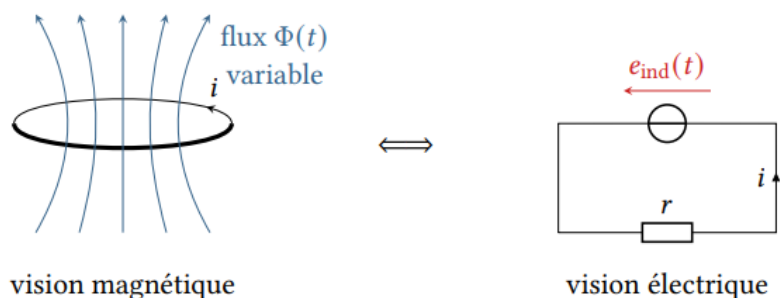 flux Φ(t)
variable
i
e_ind(t)
⟺
i
r
vision magnétique
vision électrique